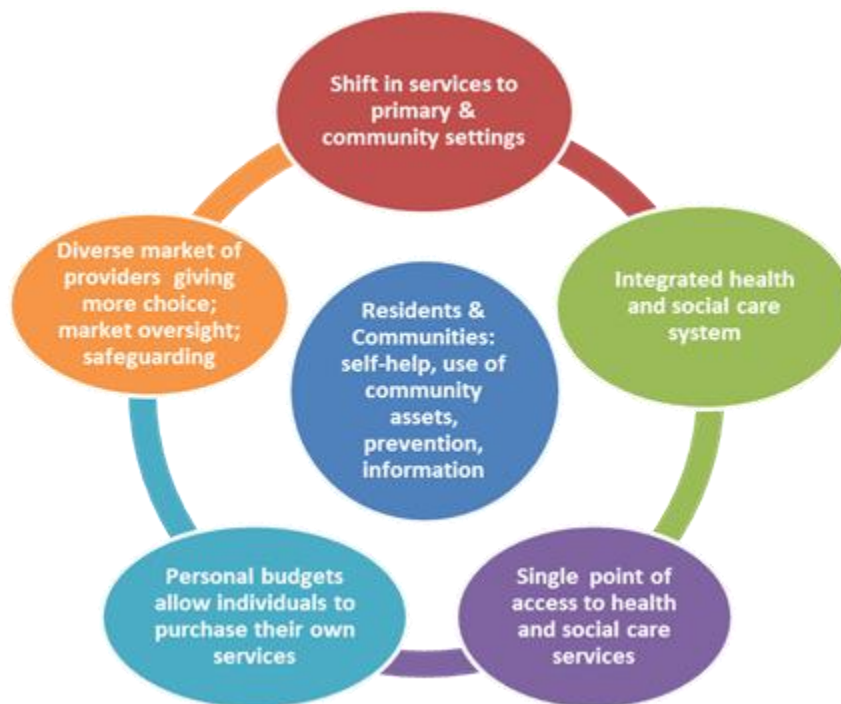 Shift in services to
primary &
community settings
Integrated health
and social care
system
Single point of
access to health
and social care
services
Personal budgets
allow individuals to
purchase their own
services
Diverse market of
providers giving
more choice;
market oversight;
safeguarding
Residents &
Communities:
self-help, use of
community
assets,
prevention,
information